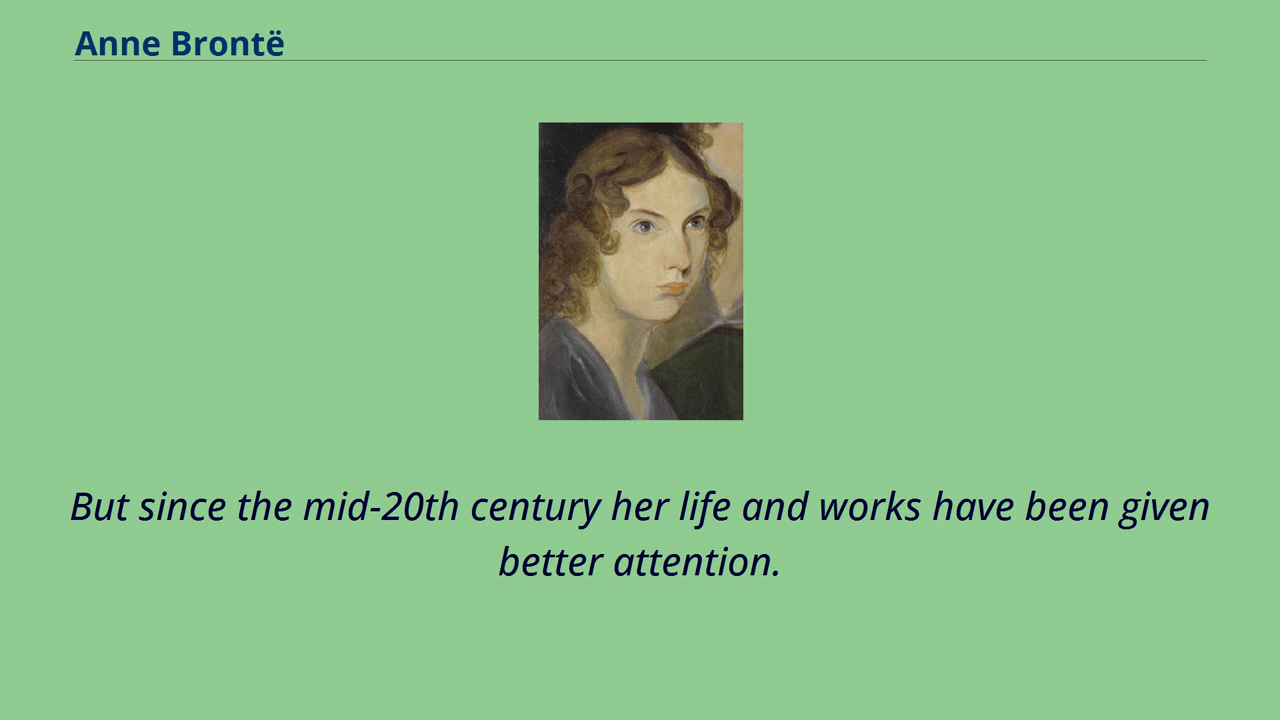 Anne Brontë
But since the mid-20th century her life and works have been given
better attention.